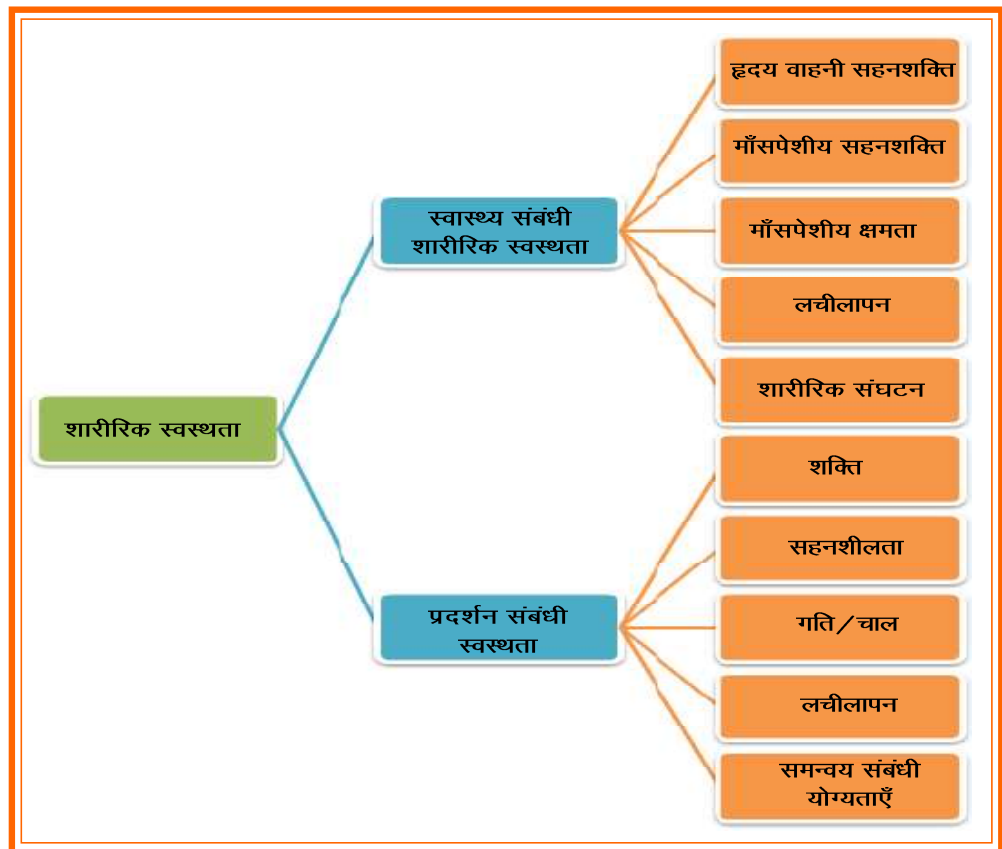 शारीरिक स्वस्थता
स्वास्थ्य संबंधी
शारीरिक स्वस्थता
हृदय वाहनी सहनशक्ति
माँसपेशीय सहनशक्ति
माँसपेशीय क्षमता
लचीलापन
शारीरिक संघटन
प्रदर्शन संबंधी
स्वस्थता
शक्ति
सहनशीलता
गति/चाल
लचीलापन
समन्वय संबंधी
योग्यताएँ